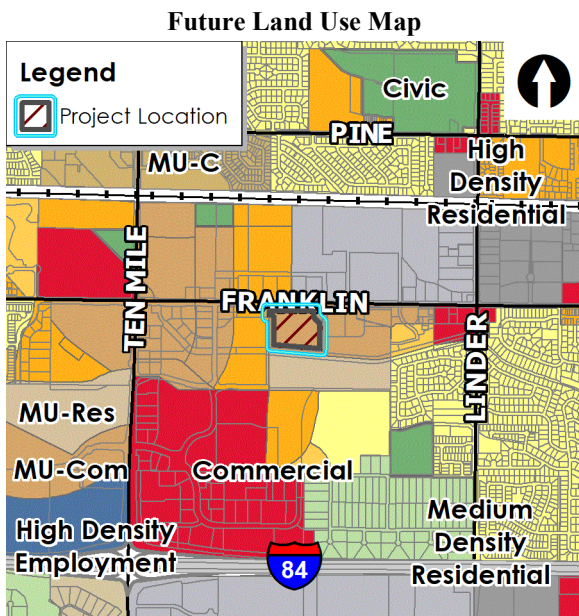 Future Land Use Map
Legend
Project Location
Civic
PINE
MU-C
High
Density
Residential
TEN MILE
FRANKLIN
LINDER
MU-Res
MU-Com
Commercial
High Density
Employment
Medium
Density
Residential
84